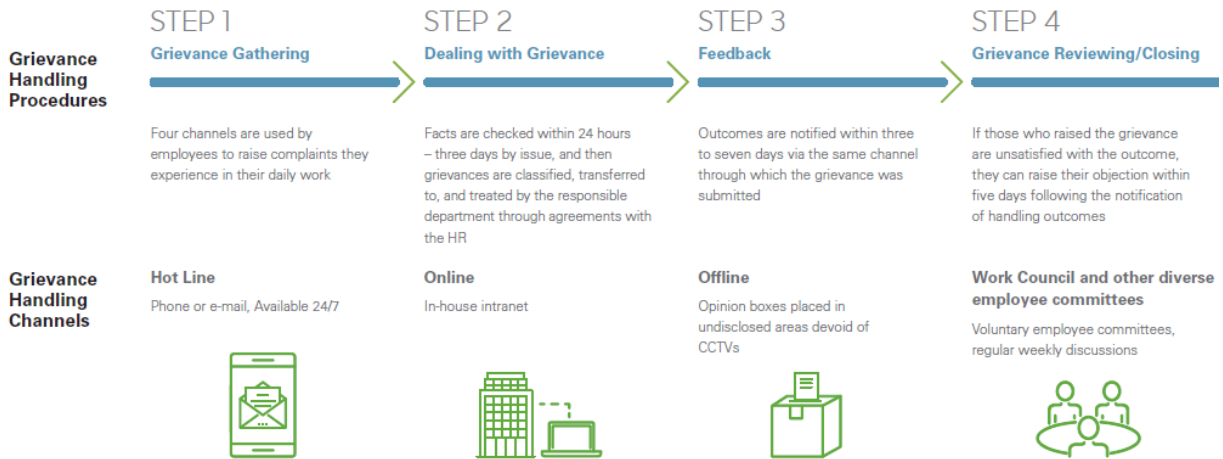 STEP 1
STEP 2
STEP 3
STEP 4
Grievance
Handling
Procedures
Grievance Gathering
Dealing with Grievance
Feedback
Grievance Reviewing/Closing
Four channels are used by
employees to raise complaints they
experience in their daily work
Facts are checked within 24 hours
– three days by issue, and then
grievances are classified, transferred
to, and treated by the responsible
department through agreements with
the HR
Outcomes are notified within three
to seven days via the same channel
through which the grievance was
submitted
If those who raised the grievance
are unsatisfied with the outcome,
they can raise their objection within
five days following the notification
of handling outcomes
Grievance
Handling
Channels
Hot Line
Phone or e-mail, Available 24/7
Online
In-house intranet
Offline
Opinion boxes placed in
undisclosed areas devoid of
CCTVs
Work Council and other diverse
employee committees
Voluntary employee committees,
regular weekly discussions